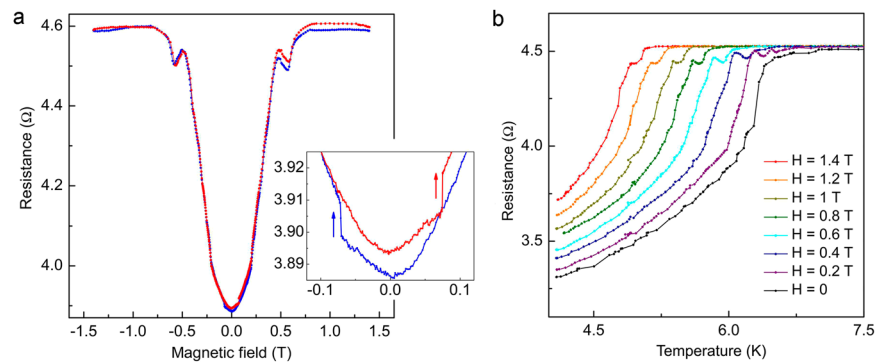 a
4.6
4.4
4.2
4.0
Resistance (Ω)
-1.5
-1.0
-0.5
0.0
0.5
1.0
1.5
Magnetic field (T)
3.92
3.91
3.90
3.89
-0.1
0.0
0.1
b
4.5
4.0
3.5
Resistance (Ω)
H = 1.4 T
H = 1.2 T
H = 1 T
H = 0.8 T
H = 0.6 T
H = 0.4 T
H = 0.2 T
H = 0
4.5
6.0
7.5
Temperature (K)